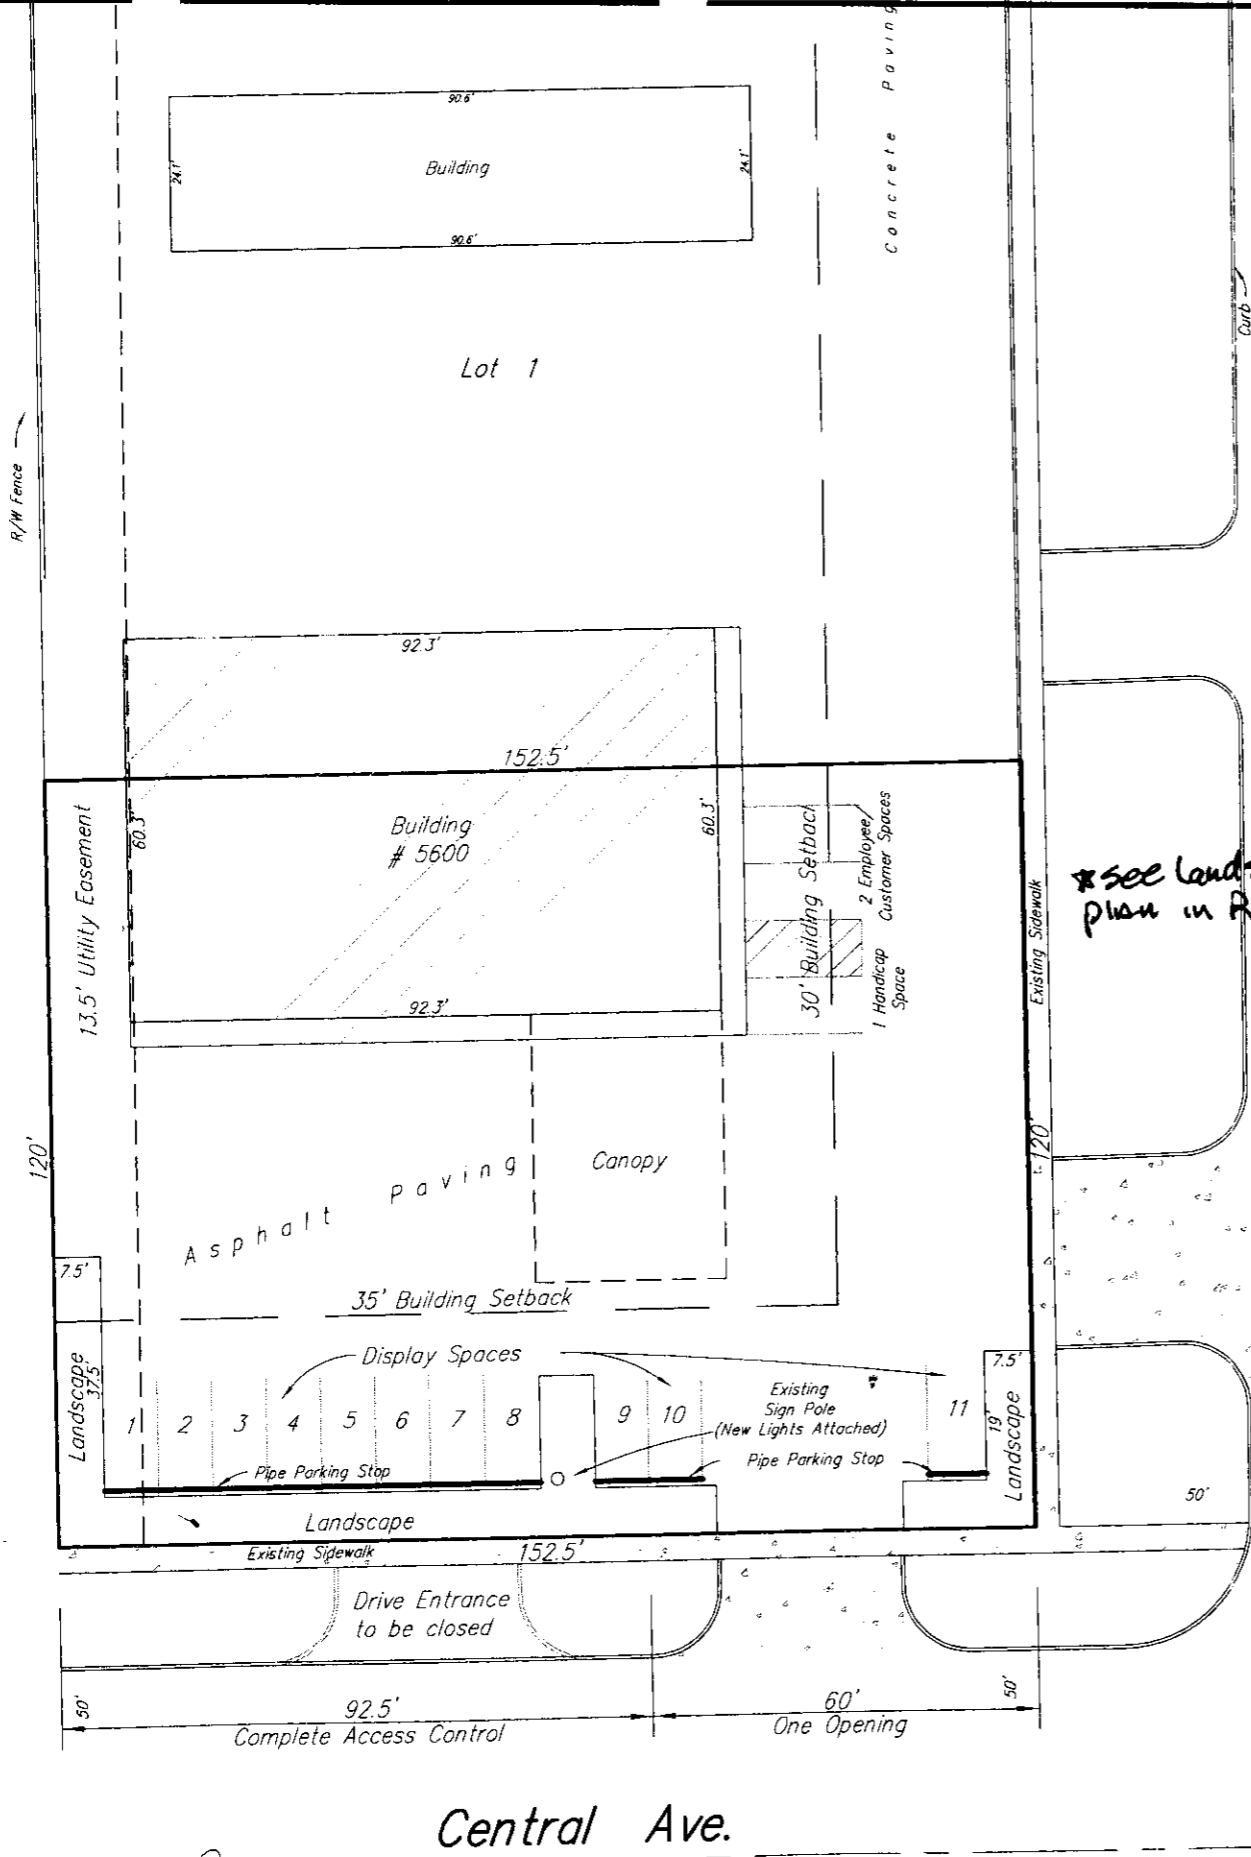 Concrete Paving
90.6'
24.1'
Building
24.1'
90.6'
Curb
Lot 1
R/W Fence
92.3'
152.5'
13.5' Utility Easement
60.3'
Building
# 5600
60.3'
30' Building Setback
2 Employee/
Customer Spaces
1 Handicap
Space
Existing Sidewalk
*see land
plan in
92.3'
120'
120'
Canopy
Asphalt Paving
7.5'
35' Building Setback
Landscape
37.5'
Display Spaces
1 2 3 4 5 6 7 8 9 10 11
Existing
Sign Pole
(New Lights Attached)
7.5'
19'
Landscape
Pipe Parking Stop
Pipe Parking Stop
50'
Landscape
Existing Sidewalk
152.5'
Drive Entrance
to be closed
50'
92.5'
Complete Access Control
60'
One Opening
50'
Central Ave.